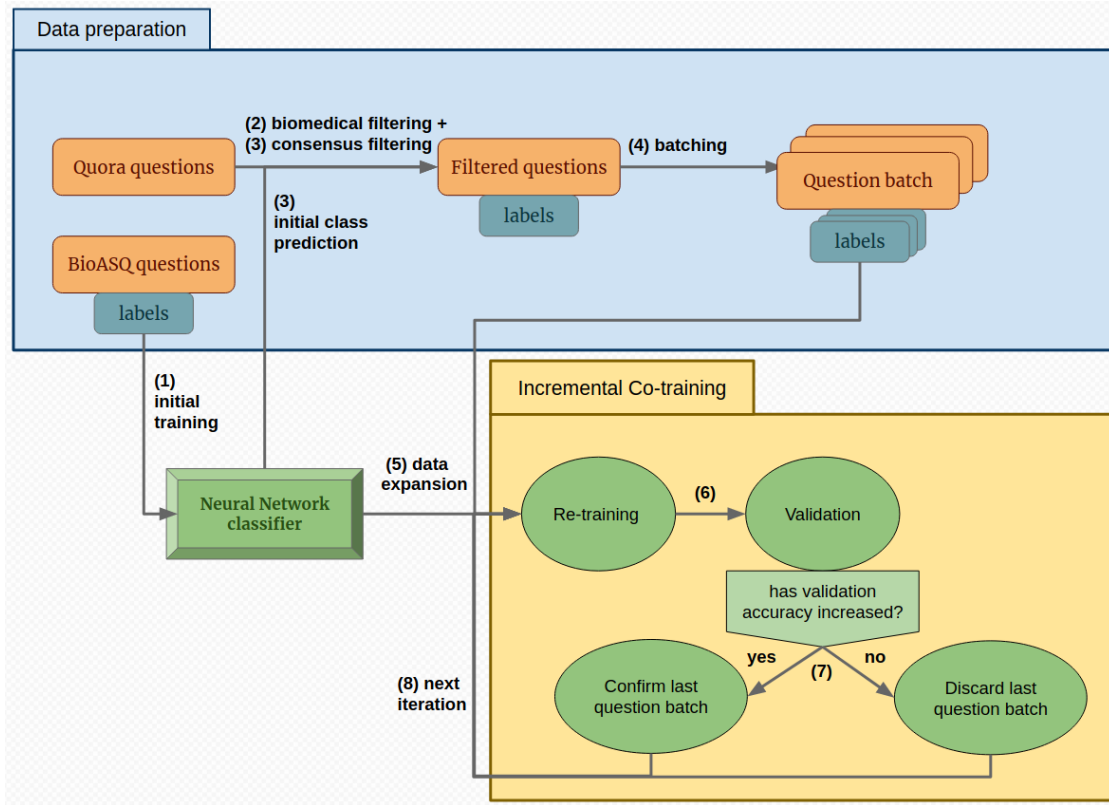 Data preparation
(2) biomedical filtering +
(3) consensus filtering
Quora questions
Filtered questions
labels
(4) batching
Question batch
labels
(3)
initial class
prediction
BioASQ questions
labels
(1)
initial
training
Neural Network
classifier
(5) data
expansion
Incremental Co-training
Re-training
(6)
Validation
has validation
accuracy increased?
yes
(7)
no
Confirm last
question batch
Discard last
question batch
(8) next
iteration